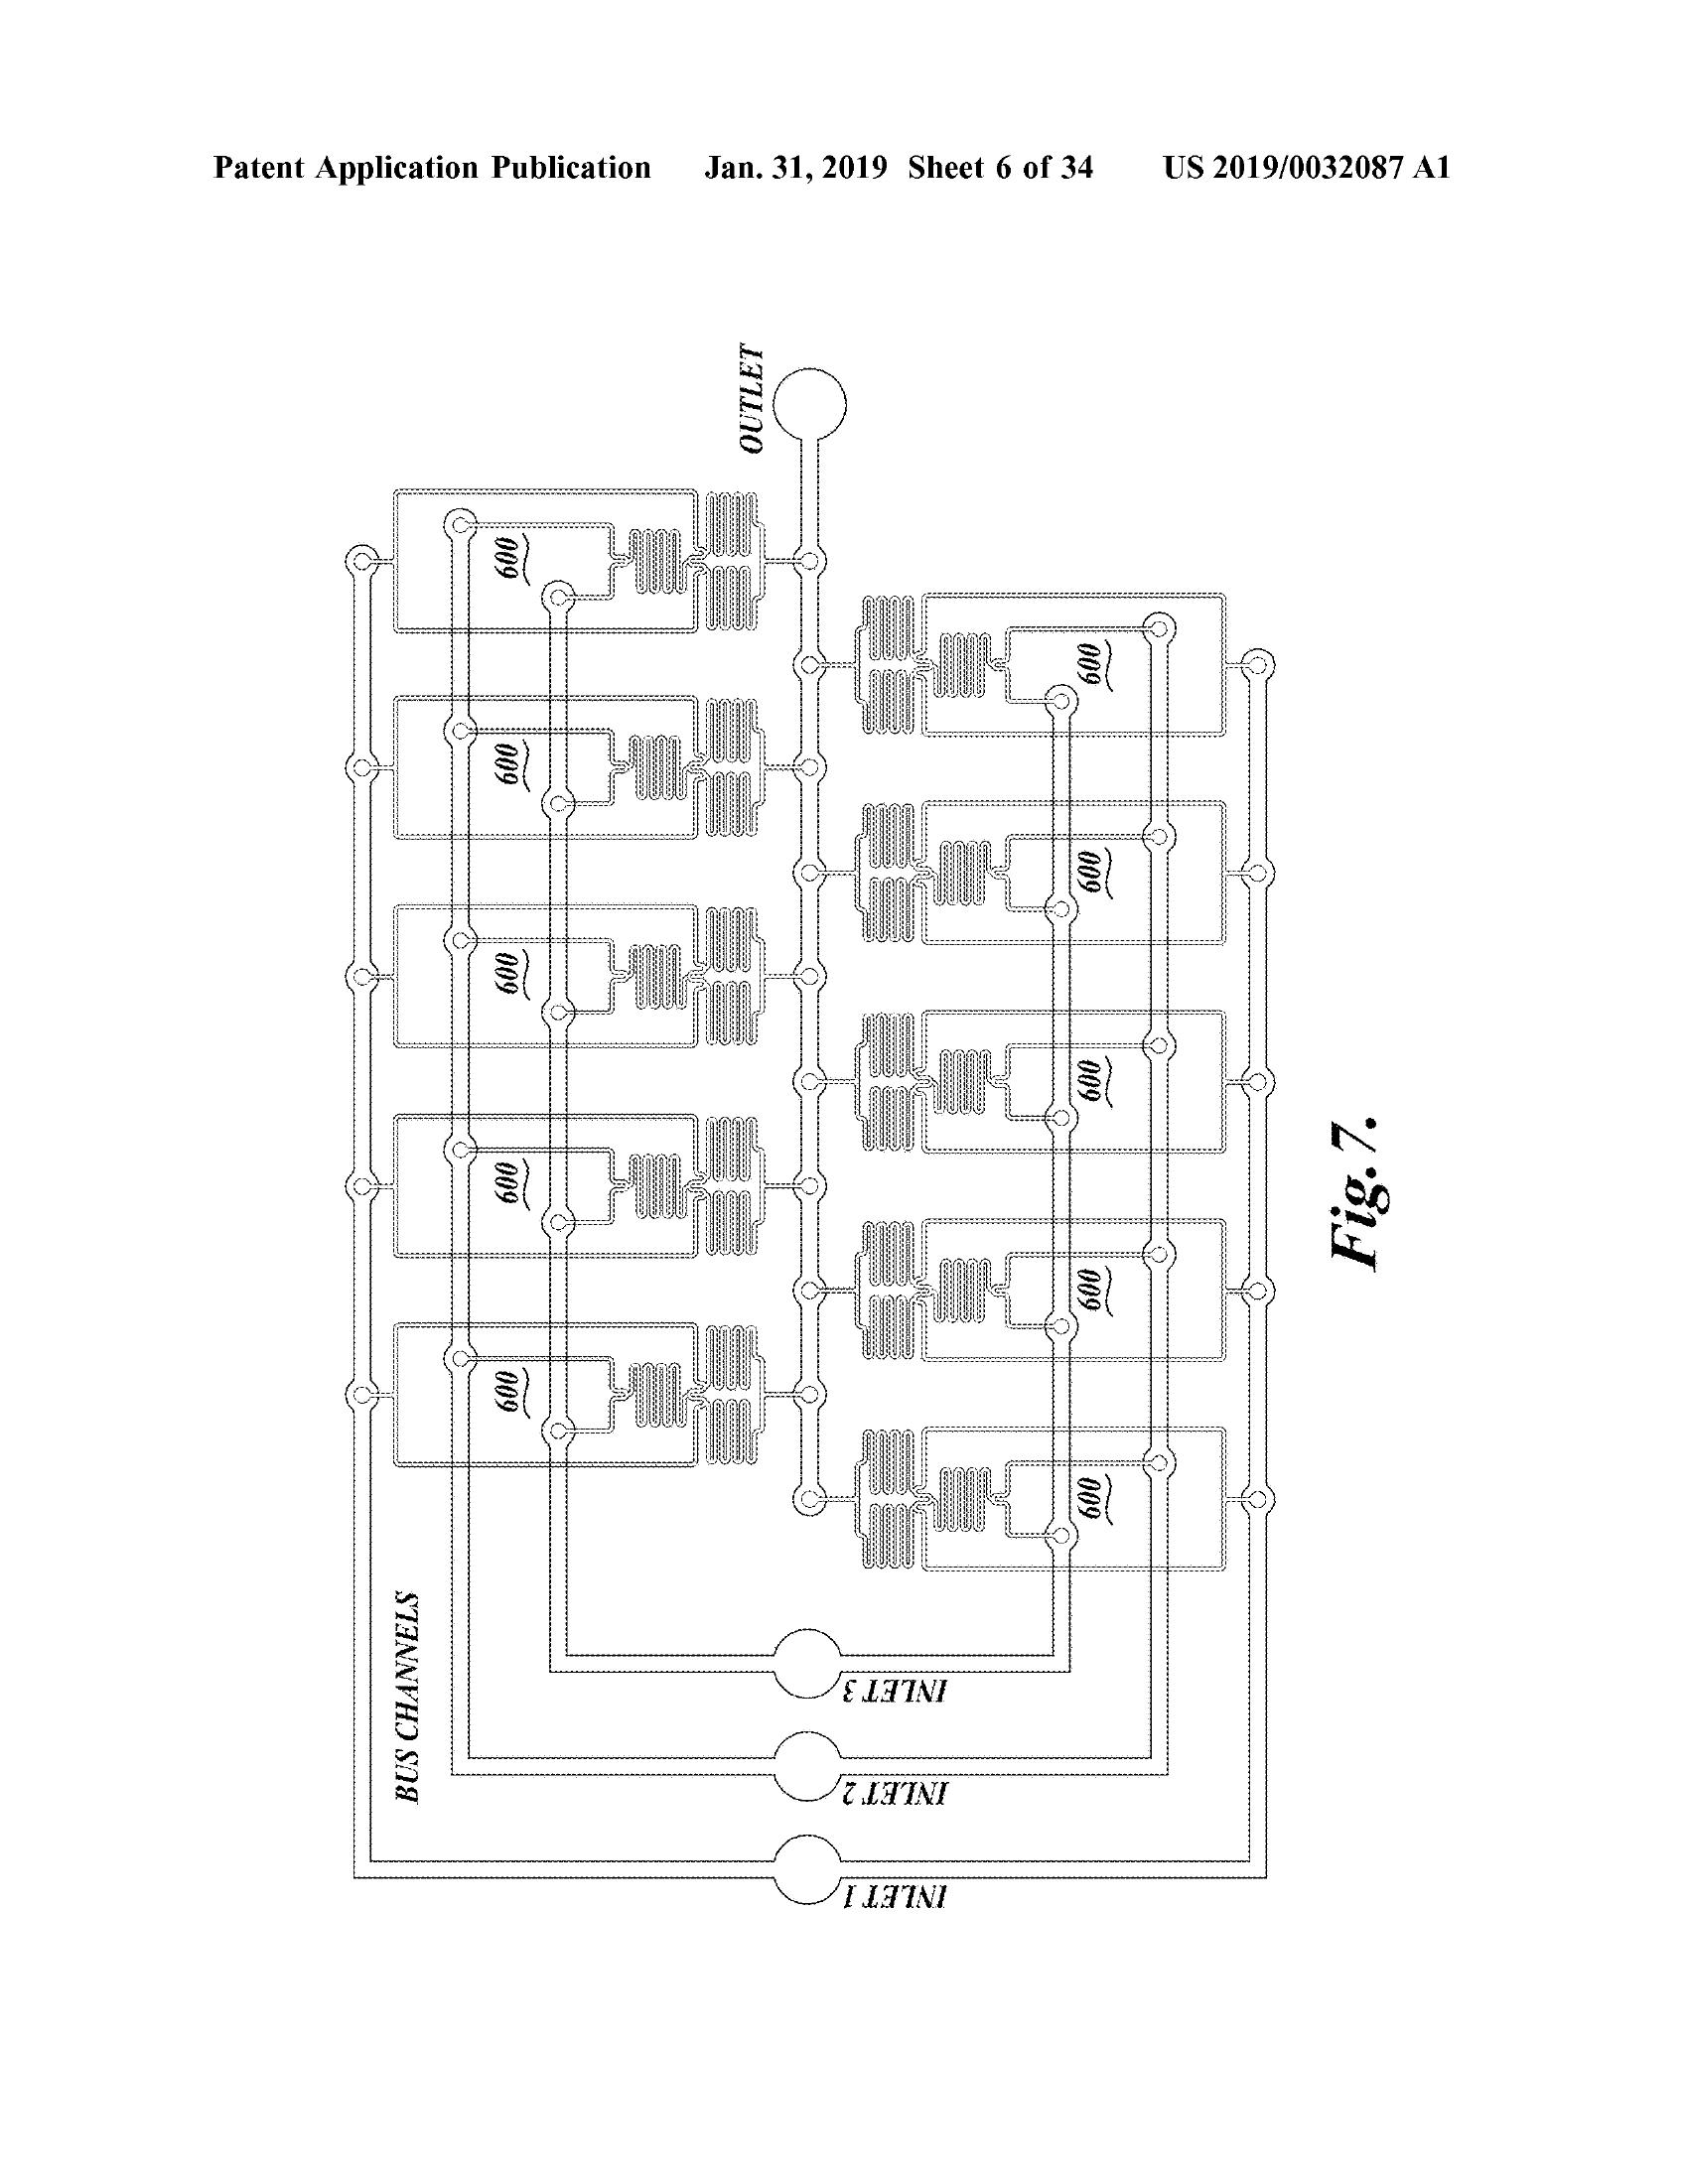 Patent Application Publication Jan. 31, 2019 Sheet 6 of 34 US 2019/0032087 A1
OUTLET
600
600
600
600
600
600
600
600
600
600
BUS CHANNELS
INLET 3
INLET 2
INLET 1
Fig. 7.